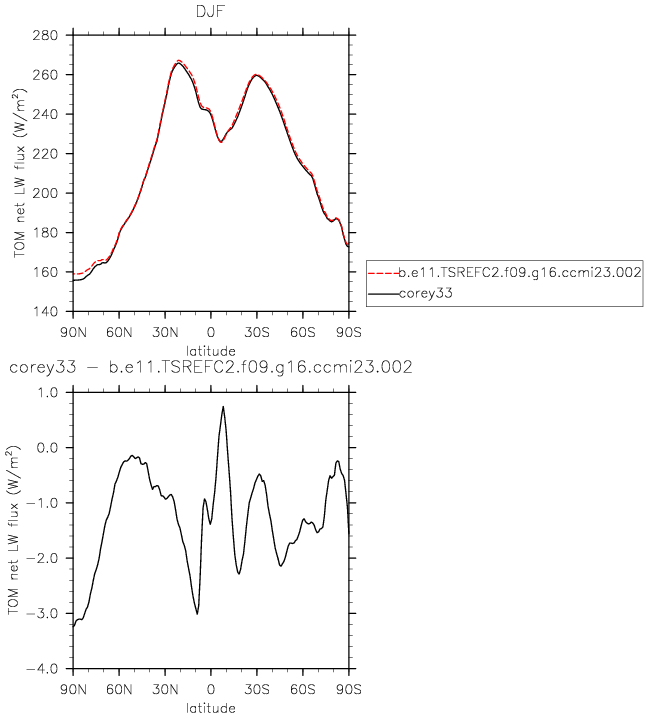 DJF
280
260
240
220
200
180
160
140
TOM net LW flux (W/m²)
90N 60N 30N 0 30S 60S 90S
latitude
b.e11.TSREFC2.f09.g16.ccmi23.002
corey33
corey33 − b.e11.TSREFC2.f09.g16.ccmi23.002
1.0
0.0
−1.0
−2.0
−3.0
−4.0
TOM net LW flux (W/m²)
90N 60N 30N 0 30S 60S 90S
latitude